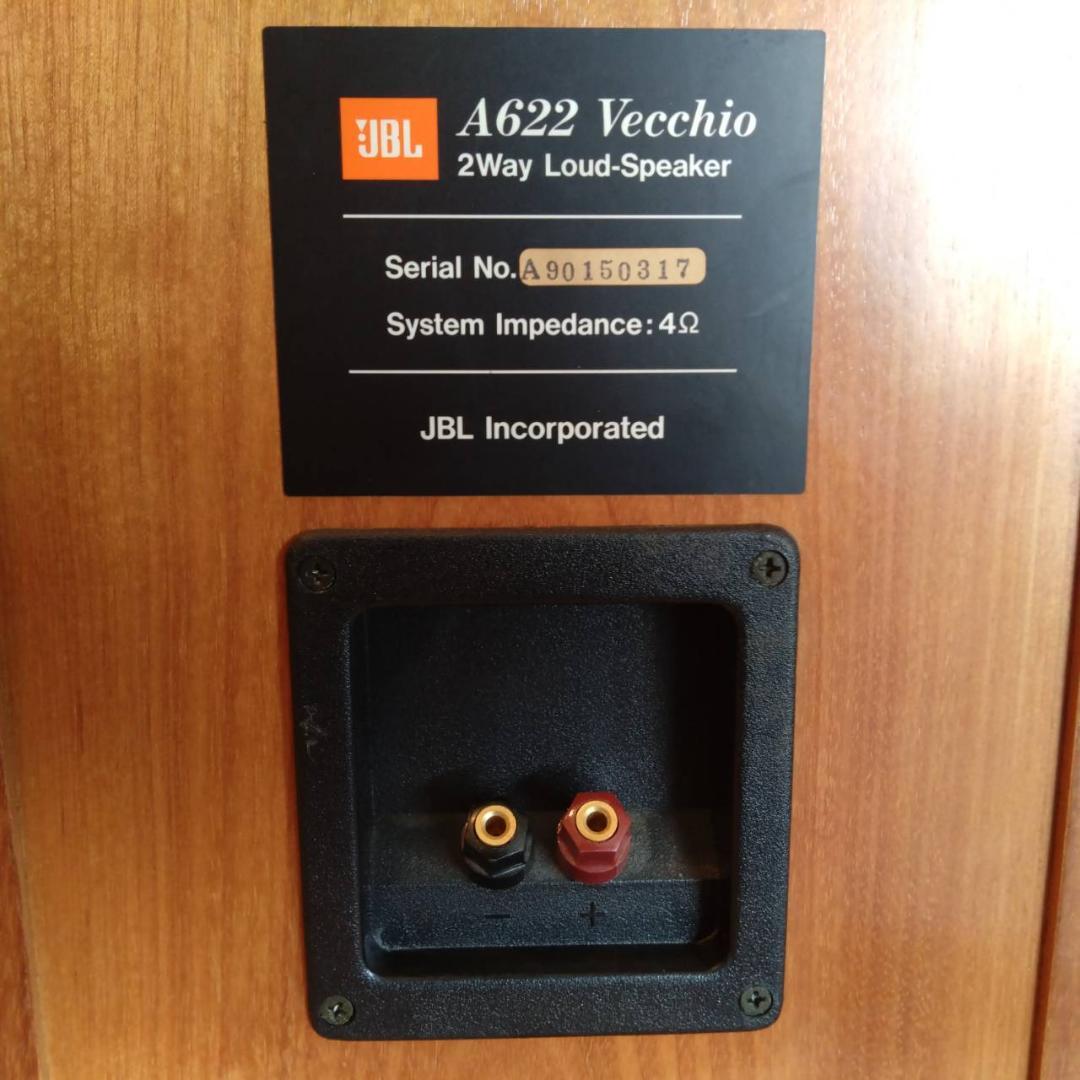 JBL A622 Vecchio
2Way Loud-Speaker
Serial No. A90150317
System Impedance: 4Ω
JBL Incorporated
− +